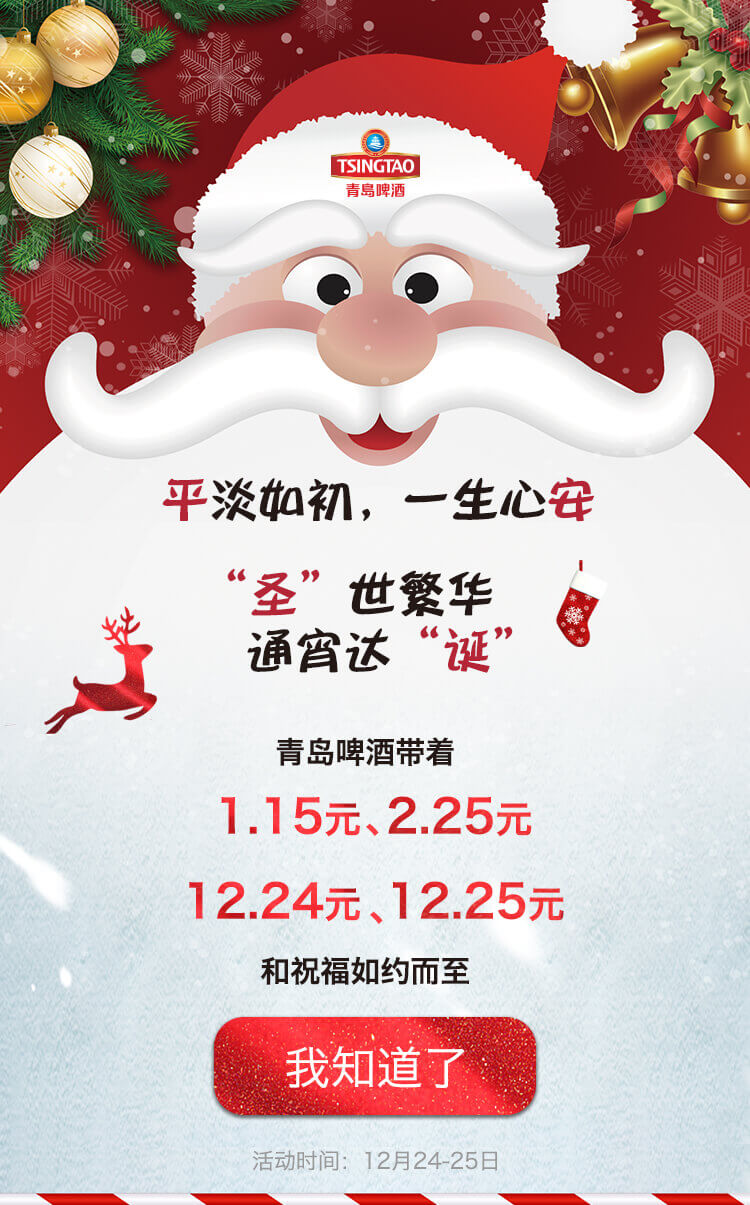 TSINGTAO
青島啤酒
平淡如初，一生心安
“圣”世繁华
通宵达“诞”
青岛啤酒带着
1.15元、2.25元
12.24元、12.25元
和祝福如约而至
我知道了
活动时间：12月24-25日